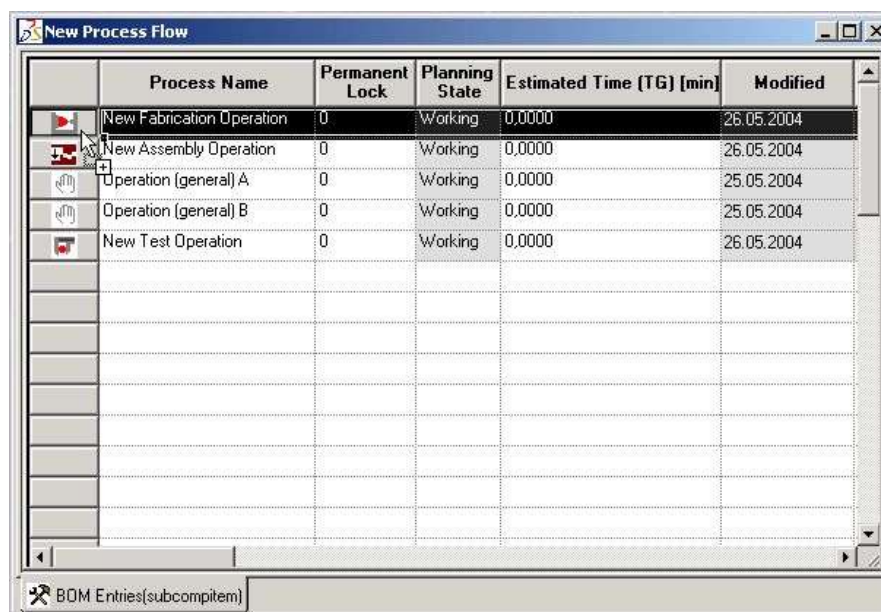 New Process Flow
Process Name Permanent Lock Planning State Estimated Time (TG) [min] Modified
New Fabrication Operation 0 Working 0,0000 26.05.2004
New Assembly Operation 0 Working 0,0000 26.05.2004
Operation (general) A 0 Working 0,0000 25.05.2004
Operation (general) B 0 Working 0,0000 25.05.2004
New Test Operation 0 Working 0,0000 26.05.2004
BOM Entries(subcompitem)